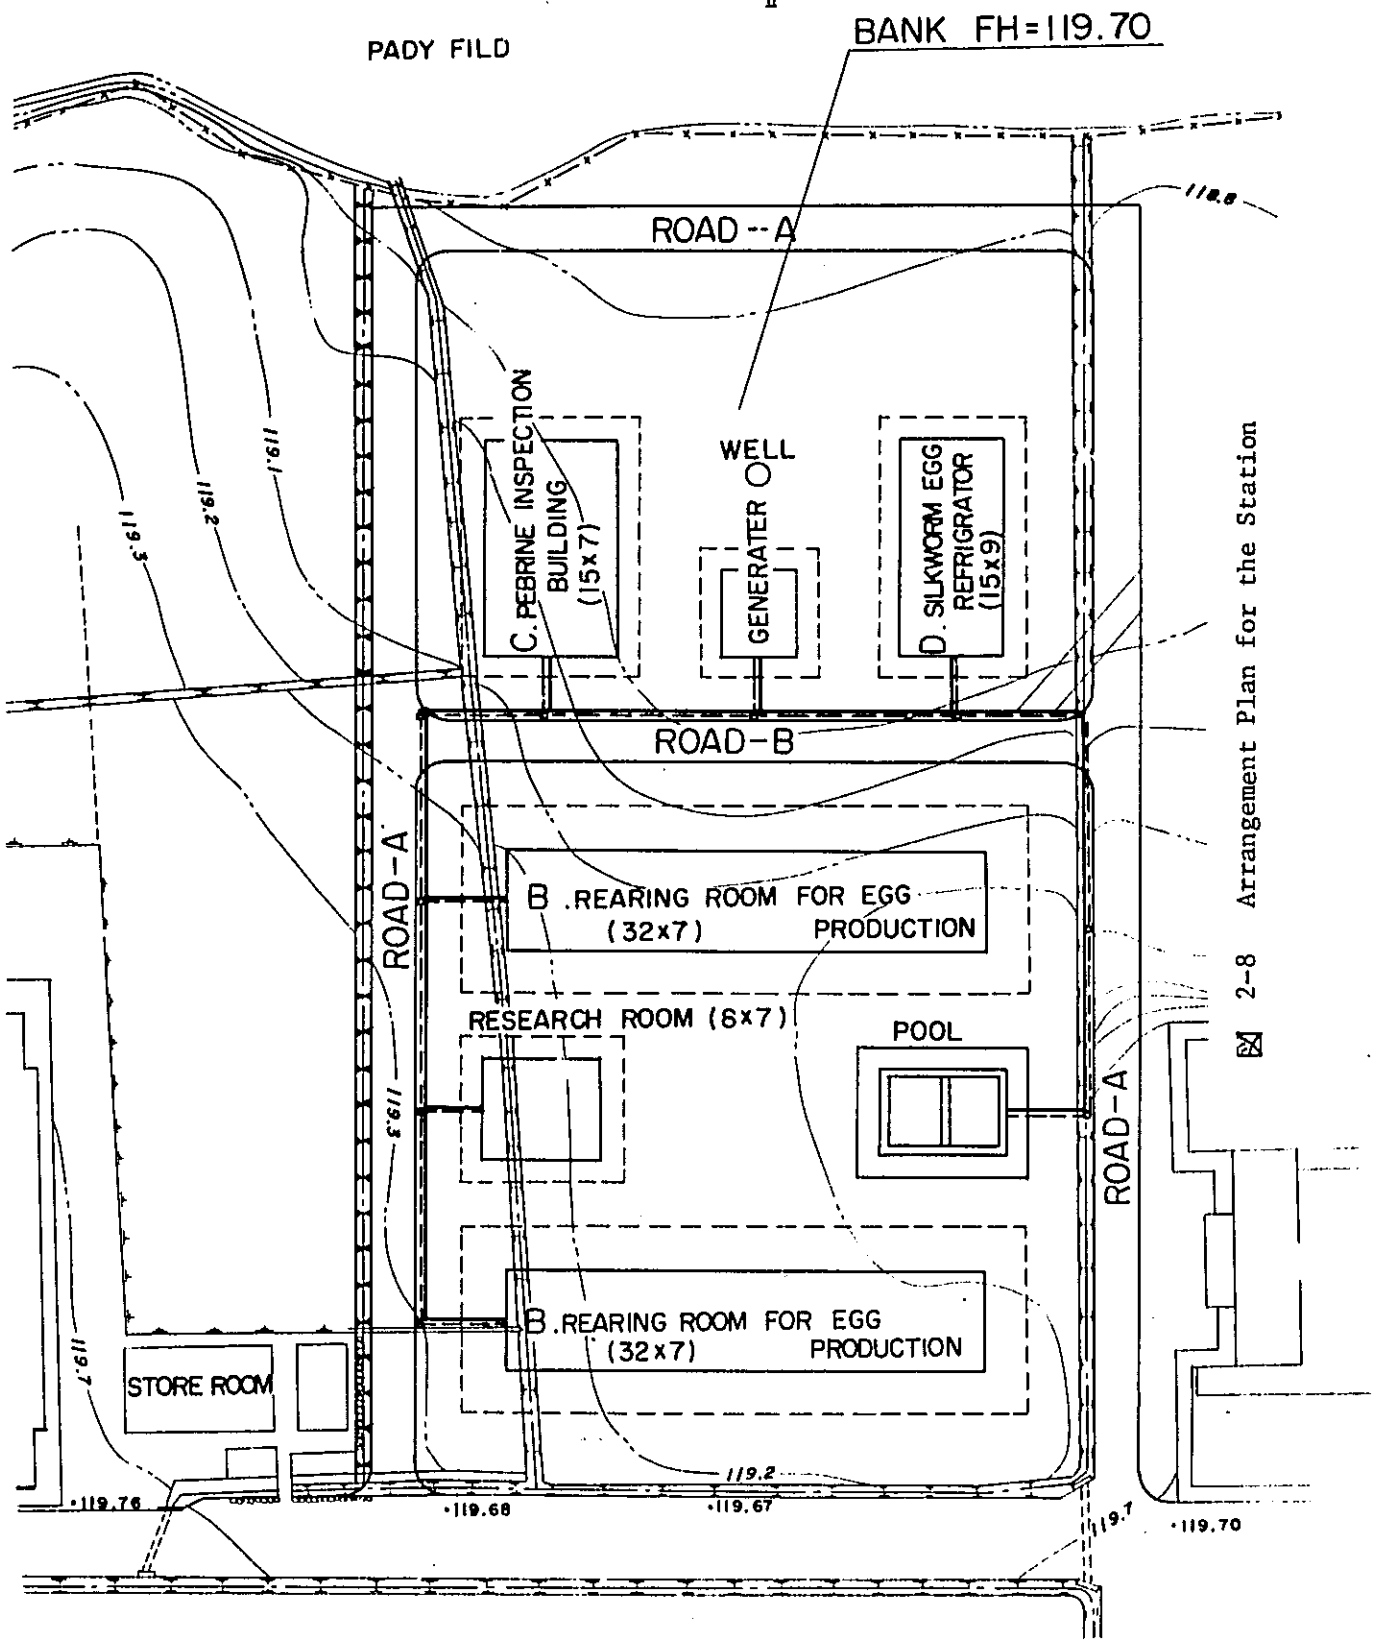 PADY FILD
BANK FH=119.70
118.8
ROAD--A
119.1
119.2
119.3
C. PEBRINE INSPECTION
BUILDING
(15x7)
WELL
GENERATER
D. SILKWORM EGG
REFRIGRATOR
(15x9)
ROAD-B
ROAD-A
B .REARING ROOM FOR EGG
(32x7) PRODUCTION
RESEARCH ROOM (6x7)
POOL
119.3
ROAD-A
B .REARING ROOM FOR EGG
(32x7) PRODUCTION
119.7
STORE ROOM
119.2
·119.76
·119.68
·119.67
119.7
·119.70
図 2-8 Arrangement Plan for the Station